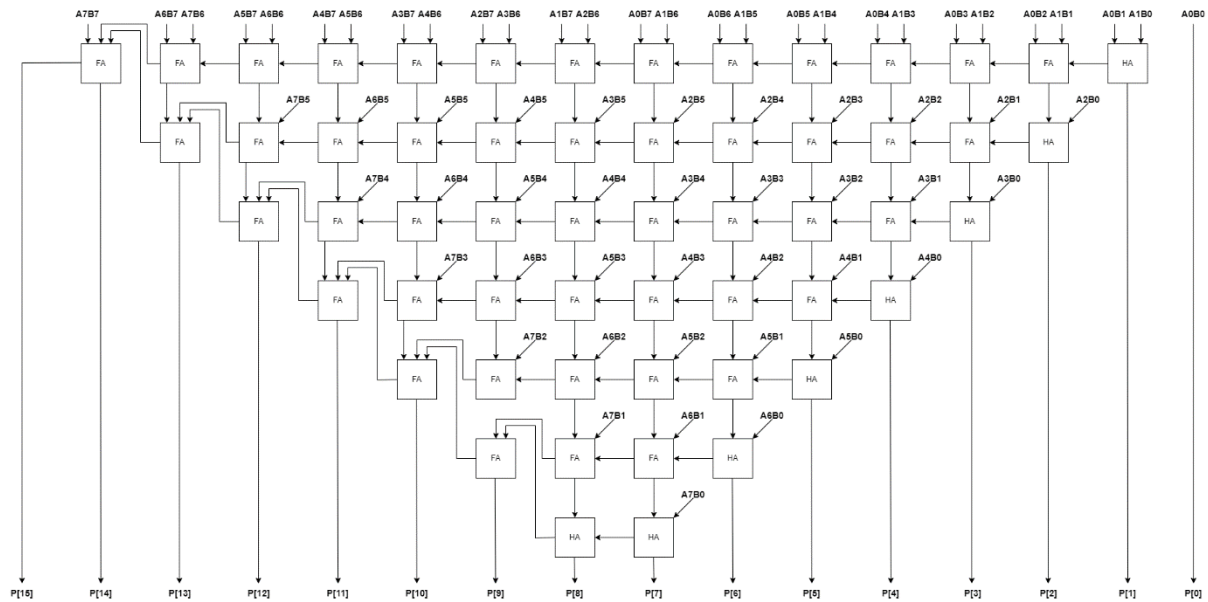 A7B7 A6B7 A7B6 A5B7 A6B6 A4B7 A5B6 A3B7 A4B6 A2B7 A3B6 A1B7 A2B6 A0B7 A1B6 A0B6 A1B5 A0B5 A1B4 A0B4 A1B3 A0B3 A1B2 A0B2 A1B1 A0B1 A1B0 A0B0
FA FA FA FA FA FA FA FA FA FA FA FA FA HA
A7B5 A6B5 A5B5 A4B5 A3B5 A2B5 A2B4 A2B3 A2B2 A2B1 A2B0
FA FA FA FA FA FA FA FA FA FA FA HA
A7B4 A6B4 A5B4 A4B4 A3B4 A3B3 A3B2 A3B1 A3B0
FA FA FA FA FA FA FA FA FA HA
A7B3 A6B3 A5B3 A4B3 A4B2 A4B1 A4B0
FA FA FA FA FA FA FA HA
A7B2 A6B2 A5B2 A5B1 A5B0
FA FA FA FA FA HA
A7B1 A6B1 A6B0
FA FA FA HA
A7B0
HA HA
P[15] P[14] P[13] P[12] P[11] P[10] P[9] P[8] P[7] P[6] P[5] P[4] P[3] P[2] P[1] P[0]